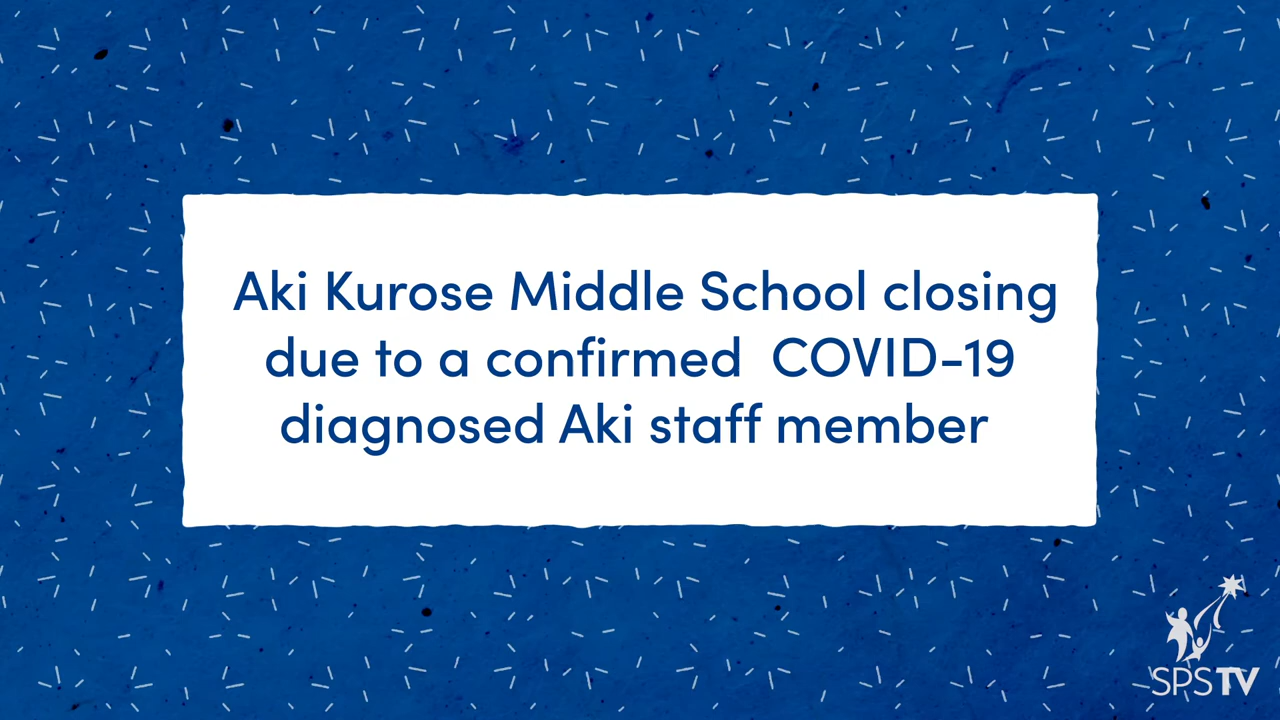 Aki Kurose Middle School closing
due to a confirmed  COVID-19
diagnosed Aki staff member
SPSTV